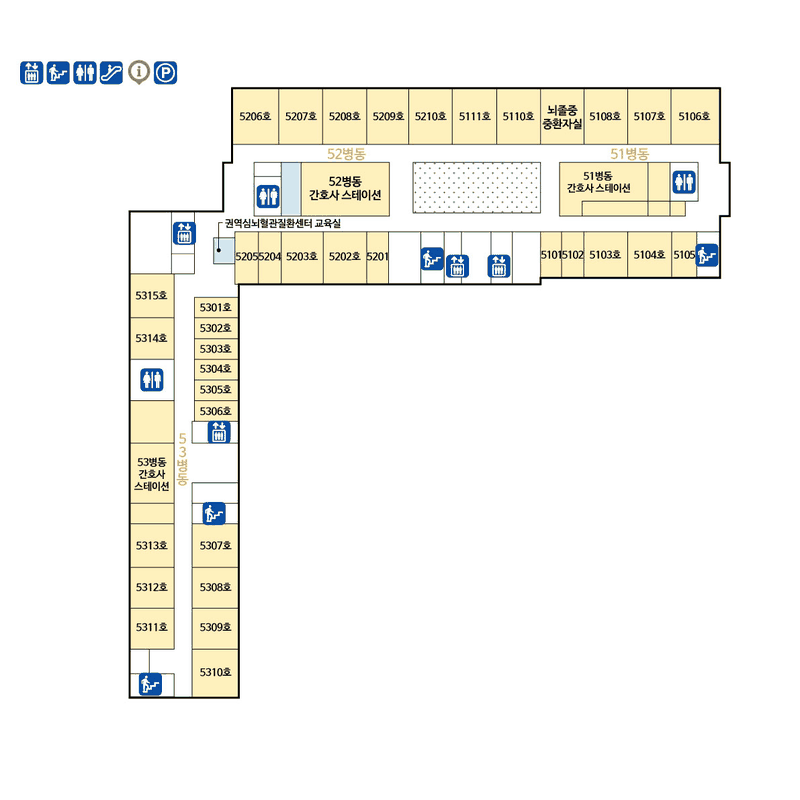 i P
5206호 5207호 5208호 5209호 5210호 5111호 5110호 뇌졸중 중환자실 5108호 5107호 5106호
52병동 51병동
52병동
간호사 스테이션
51병동
간호사 스테이션
권역심뇌혈관질환센터 교육실
5205 5204 5203호 5202호 5201 5101 5102 5103호 5104호 5105
5315호
5301호
5302호
5314호
5303호
5304호
5305호
5306호
53병동
53병동
간호사
스테이션
5313호 5307호
5312호 5308호
5311호 5309호
5310호